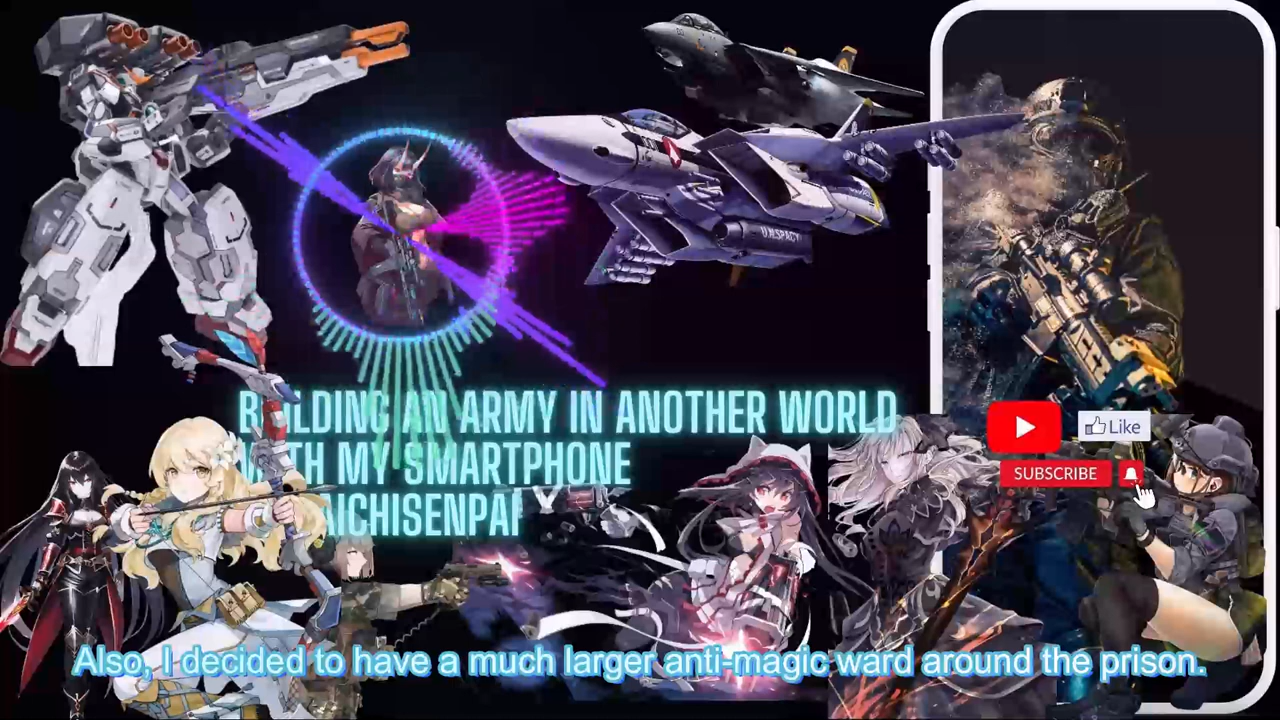 U.N.SPACY
BUILDING AN ARMY IN ANOTHER WORLD
WITH MY SMARTPHONE
Like
SUBSCRIBE
Also, I decided to have a much larger anti-magic ward around the prison.